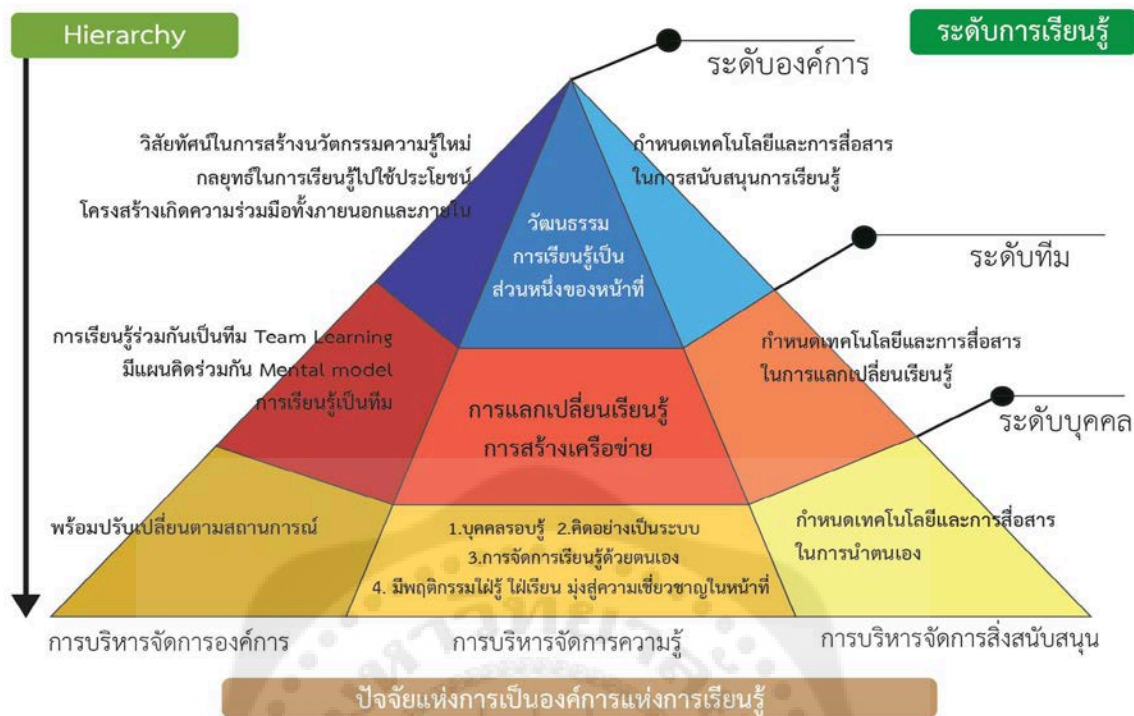 Hierarchy
ระดับการเรียนรู้
ระดับองค์การ
วิสัยทัศน์ในการสร้างนวัตกรรมความรู้ใหม่
กลยุทธ์ในการเรียนรู้ไปใช้ประโยชน์
โครงสร้างเกิดความร่วมมือทั้งภายนอกและภายใน
วัฒนธรรม
การเรียนรู้เป็น
ส่วนหนึ่งของหน้าที่
กำหนดเทคโนโลยีและการสื่อสาร
ในการสนับสนุนการเรียนรู้
ระดับทีม
การเรียนรู้ร่วมกันเป็นทีม Team Learning
มีแผนคิดร่วมกัน Mental model
การเรียนรู้เป็นทีม
การแลกเปลี่ยนเรียนรู้
การสร้างเครือข่าย
กำหนดเทคโนโลยีและการสื่อสาร
ในการแลกเปลี่ยนเรียนรู้
ระดับบุคคล
พร้อมปรับเปลี่ยนตามสถานการณ์
1.บุคคลรอบรู้ 2.คิดอย่างเป็นระบบ
3.การจัดการเรียนรู้ด้วยตนเอง
4. มีพฤติกรรมใฝ่รู้ ใฝ่เรียน มุ่งสู่ความเชี่ยวชาญในหน้าที่
กำหนดเทคโนโลยีและการสื่อสาร
ในการนำตนเอง
การบริหารจัดการองค์การ
การบริหารจัดการความรู้
การบริหารจัดการสิ่งสนับสนุน
ปัจจัยแห่งการเป็นองค์การแห่งการเรียนรู้